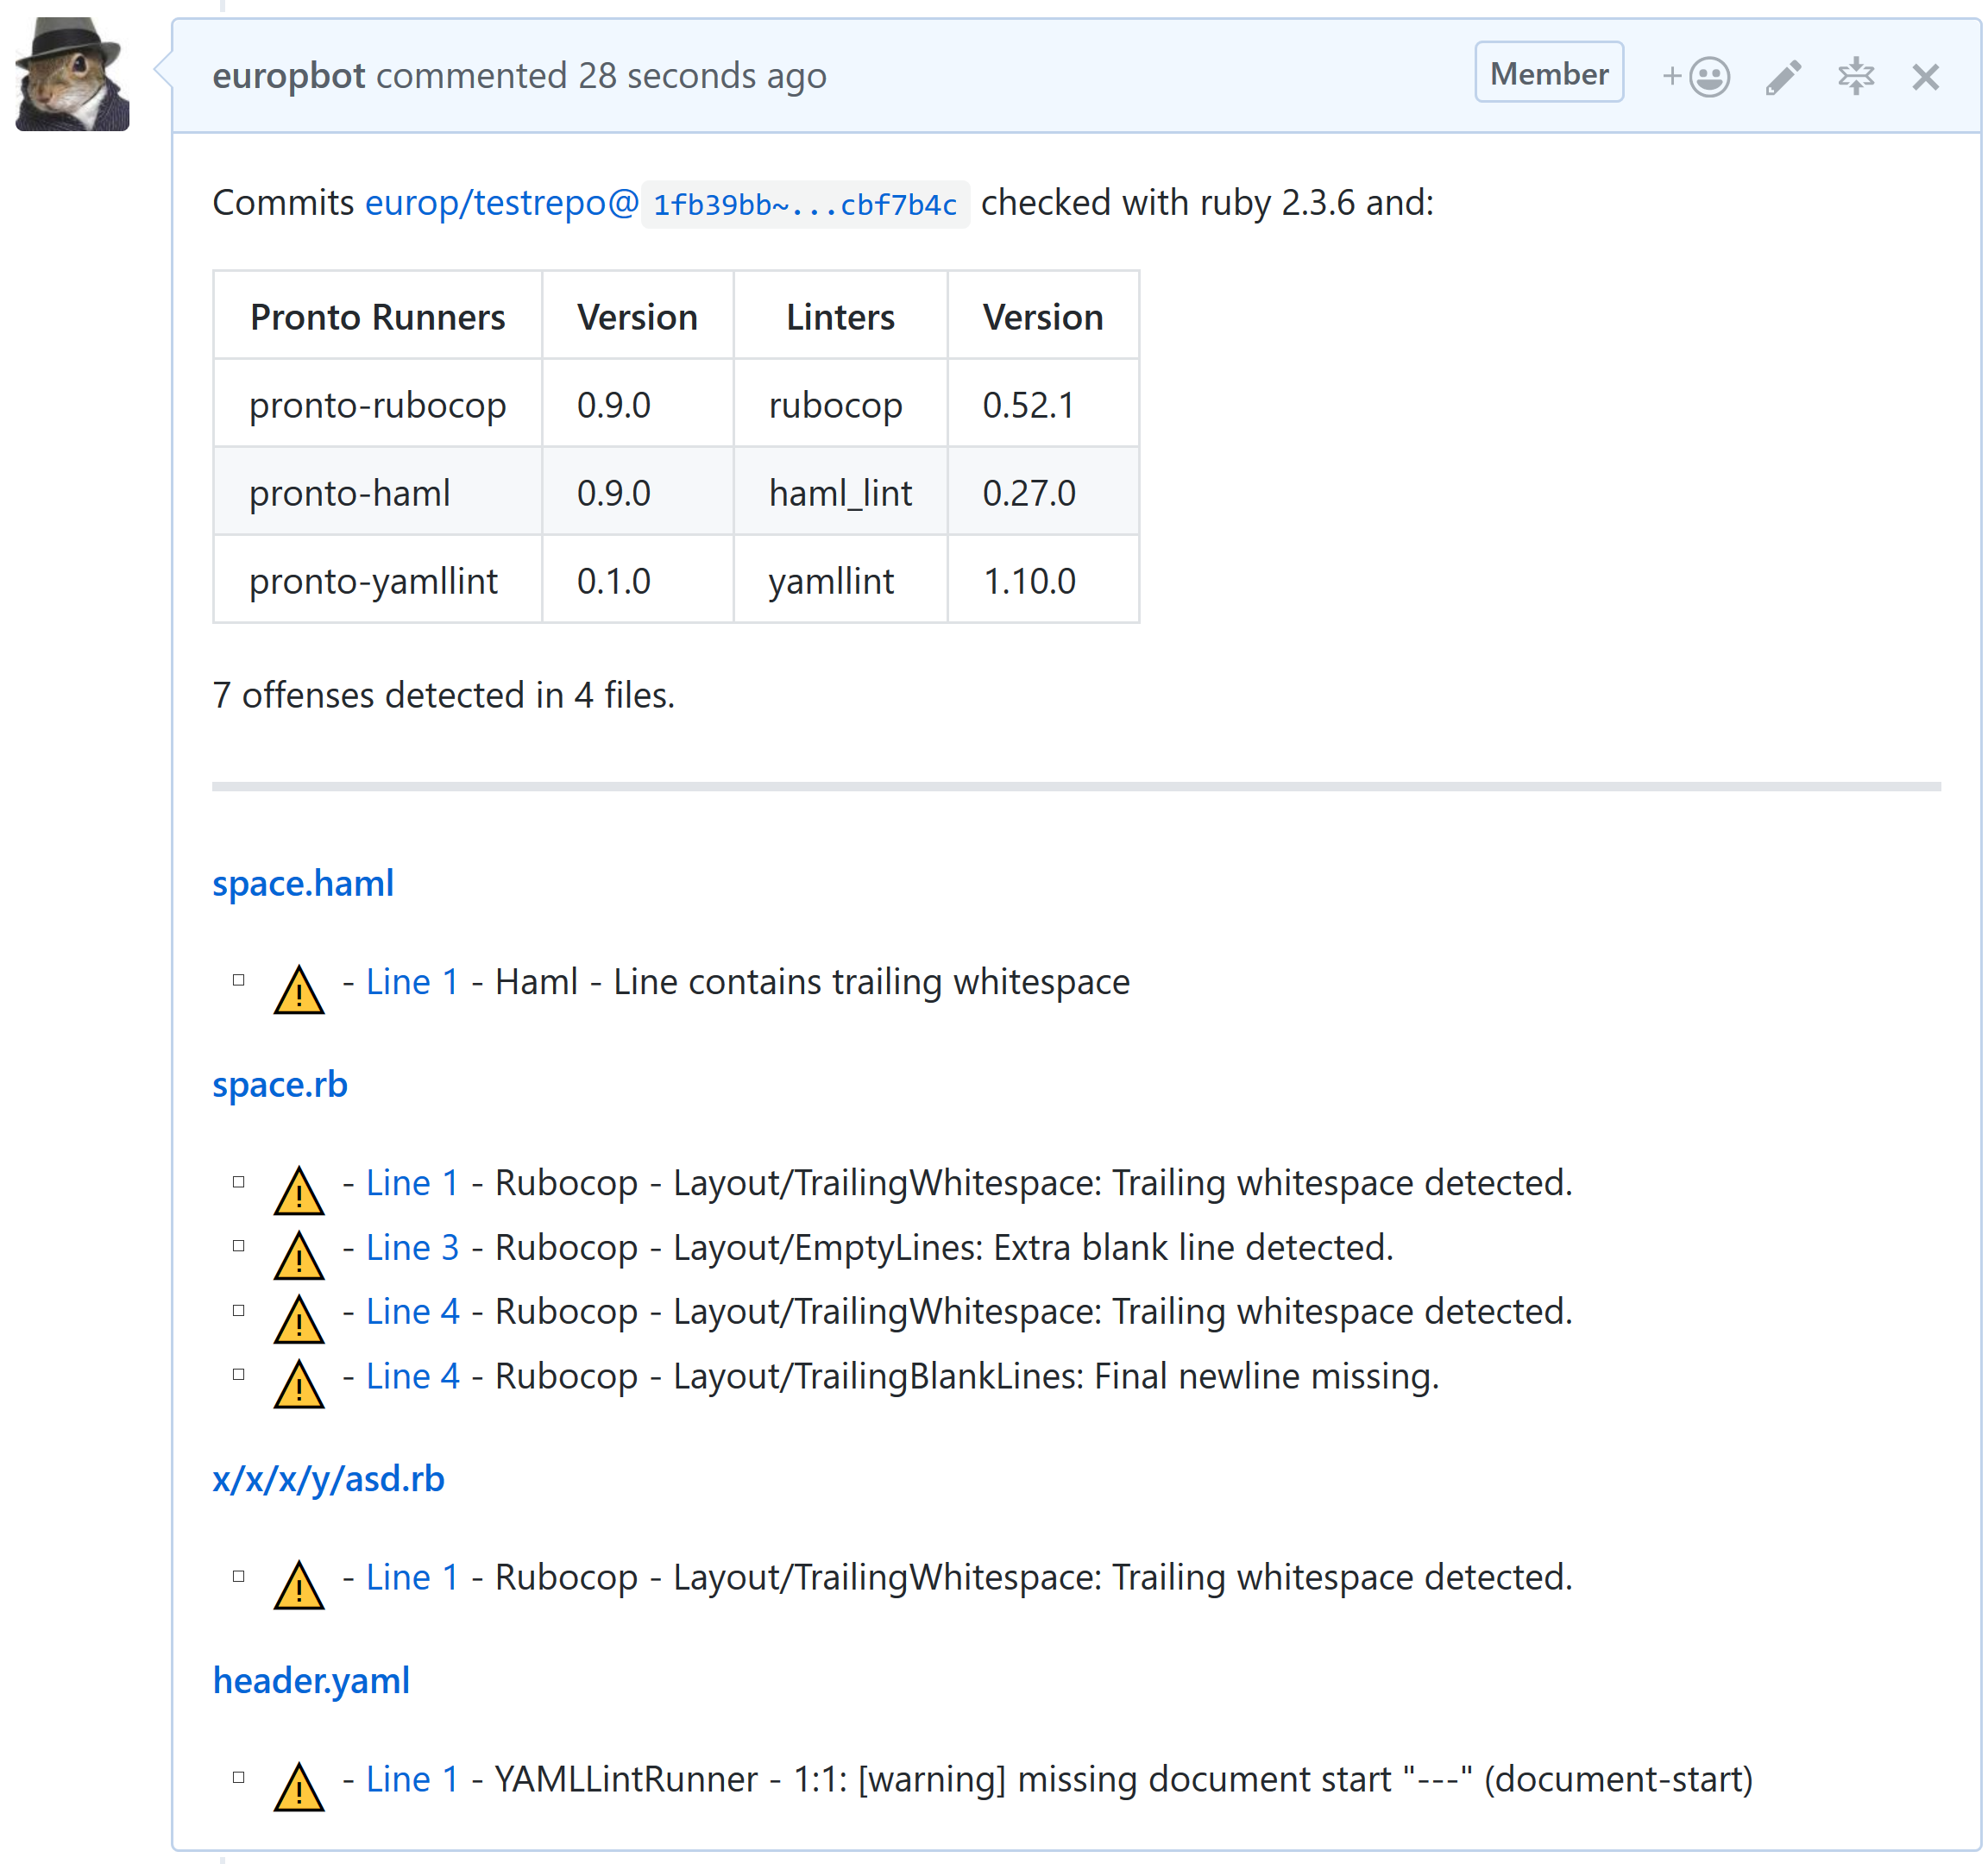 europbot commented 28 seconds ago Member
Commits europ/testrepo@1fb39bb~...cbf7b4c checked with ruby 2.3.6 and:
Pronto Runners Version Linters Version
pronto-rubocop 0.9.0 rubocop 0.52.1
pronto-haml 0.9.0 haml_lint 0.27.0
pronto-yamllint 0.1.0 yamllint 1.10.0
7 offenses detected in 4 files.
space.haml
- Line 1 - Haml - Line contains trailing whitespace
space.rb
- Line 1 - Rubocop - Layout/TrailingWhitespace: Trailing whitespace detected.
- Line 3 - Rubocop - Layout/EmptyLines: Extra blank line detected.
- Line 4 - Rubocop - Layout/TrailingWhitespace: Trailing whitespace detected.
- Line 4 - Rubocop - Layout/TrailingBlankLines: Final newline missing.
x/x/x/y/asd.rb
- Line 1 - Rubocop - Layout/TrailingWhitespace: Trailing whitespace detected.
header.yaml
- Line 1 - YAMLLintRunner - 1:1: [warning] missing document start "---" (document-start)